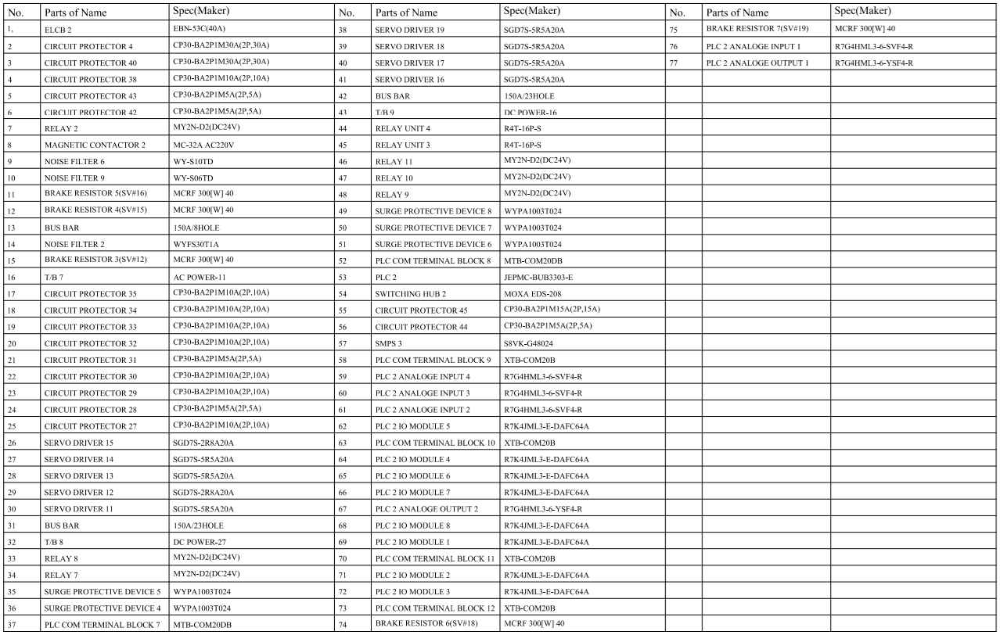 No. Parts of Name Spec(Maker) No. Parts of Name Spec(Maker) No. Parts of Name Spec(Maker)
1, ELCB 2 EBN-53C(40A) 38 SERVO DRIVER 19 SGD7S-5R5A20A 75 BRAKE RESISTOR 7(SV#19) MCRF 300[W] 40
2 CIRCUIT PROTECTOR 4 CP30-BA2P1M30A(2P,30A) 39 SERVO DRIVER 18 SGD7S-5R5A20A 76 PLC 2 ANALOGE INPUT 1 R7G4HML3-6-SVF4-R
3 CIRCUIT PROTECTOR 40 CP30-BA2P1M30A(2P,30A) 40 SERVO DRIVER 17 SGD7S-5R5A20A 77 PLC 2 ANALOGE OUTPUT 1 R7G4HML3-6-YSF4-R
4 CIRCUIT PROTECTOR 38 CP30-BA2P1M10A(2P,10A) 41 SERVO DRIVER 16 SGD7S-5R5A20A
5 CIRCUIT PROTECTOR 43 CP30-BA2P1M5A(2P,5A) 42 BUS BAR 150A/23HOLE
6 CIRCUIT PROTECTOR 42 CP30-BA2P1M5A(2P,5A) 43 T/B 9 DC POWER-16
7 RELAY 2 MY2N-D2(DC24V) 44 RELAY UNIT 4 R4T-16P-S
8 MAGNETIC CONTACTOR 2 MC-32A AC220V 45 RELAY UNIT 3 R4T-16P-S
9 NOISE FILTER 6 WY-S10TD 46 RELAY 11 MY2N-D2(DC24V)
10 NOISE FILTER 9 WY-S06TD 47 RELAY 10 MY2N-D2(DC24V)
11 BRAKE RESISTOR 5(SV#16) MCRF 300[W] 40 48 RELAY 9 MY2N-D2(DC24V)
12 BRAKE RESISTOR 4(SV#15) MCRF 300[W] 40 49 SURGE PROTECTIVE DEVICE 8 WYPA1003T024
13 BUS BAR 150A/8HOLE 50 SURGE PROTECTIVE DEVICE 7 WYPA1003T024
14 NOISE FILTER 2 WYFS30T1A 51 SURGE PROTECTIVE DEVICE 6 WYPA1003T024
15 BRAKE RESISTOR 3(SV#12) MCRF 300[W] 40 52 PLC COM TERMINAL BLOCK 8 MTB-COM20DB
16 T/B 7 AC POWER-11 53 PLC 2 JEPMC-BUB3303-E
17 CIRCUIT PROTECTOR 35 CP30-BA2P1M10A(2P,10A) 54 SWITCHING HUB 2 MOXA EDS-208
18 CIRCUIT PROTECTOR 34 CP30-BA2P1M10A(2P,10A) 55 CIRCUIT PROTECTOR 45 CP30-BA2P1M15A(2P,15A)
19 CIRCUIT PROTECTOR 33 CP30-BA2P1M10A(2P,10A) 56 CIRCUIT PROTECTOR 44 CP30-BA2P1M5A(2P,5A)
20 CIRCUIT PROTECTOR 32 CP30-BA2P1M10A(2P,10A) 57 SMPS 3 S8VK-G48024
21 CIRCUIT PROTECTOR 31 CP30-BA2P1M5A(2P,5A) 58 PLC COM TERMINAL BLOCK 9 XTB-COM20B
22 CIRCUIT PROTECTOR 30 CP30-BA2P1M10A(2P,10A) 59 PLC 2 ANALOGE INPUT 4 R7G4HML3-6-SVF4-R
23 CIRCUIT PROTECTOR 29 CP30-BA2P1M10A(2P,10A) 60 PLC 2 ANALOGE INPUT 3 R7G4HML3-6-SVF4-R
24 CIRCUIT PROTECTOR 28 CP30-BA2P1M5A(2P,5A) 61 PLC 2 ANALOGE INPUT 2 R7G4HML3-6-SVF4-R
25 CIRCUIT PROTECTOR 27 CP30-BA2P1M10A(2P,10A) 62 PLC 2 IO MODULE 5 R7K4JML3-E-DAFC64A
26 SERVO DRIVER 15 SGD7S-2R8A20A 63 PLC COM TERMINAL BLOCK 10 XTB-COM20B
27 SERVO DRIVER 14 SGD7S-5R5A20A 64 PLC 2 IO MODULE 4 R7K4JML3-E-DAFC64A
28 SERVO DRIVER 13 SGD7S-5R5A20A 65 PLC 2 IO MODULE 6 R7K4JML3-E-DAFC64A
29 SERVO DRIVER 12 SGD7S-2R8A20A 66 PLC 2 IO MODULE 7 R7K4JML3-E-DAFC64A
30 SERVO DRIVER 11 SGD7S-5R5A20A 67 PLC 2 ANALOGE OUTPUT 2 R7G4HML3-6-YSF4-R
31 BUS BAR 150A/23HOLE 68 PLC 2 IO MODULE 8 R7K4JML3-E-DAFC64A
32 T/B 8 DC POWER-27 69 PLC 2 IO MODULE 1 R7K4JML3-E-DAFC64A
33 RELAY 8 MY2N-D2(DC24V) 70 PLC COM TERMINAL BLOCK 11 XTB-COM20B
34 RELAY 7 MY2N-D2(DC24V) 71 PLC 2 IO MODULE 2 R7K4JML3-E-DAFC64A
35 SURGE PROTECTIVE DEVICE 5 WYPA1003T024 72 PLC 2 IO MODULE 3 R7K4JML3-E-DAFC64A
36 SURGE PROTECTIVE DEVICE 4 WYPA1003T024 73 PLC COM TERMINAL BLOCK 12 XTB-COM20B
37 PLC COM TERMINAL BLOCK 7 MTB-COM20DB 74 BRAKE RESISTOR 6(SV#18) MCRF 300[W] 40